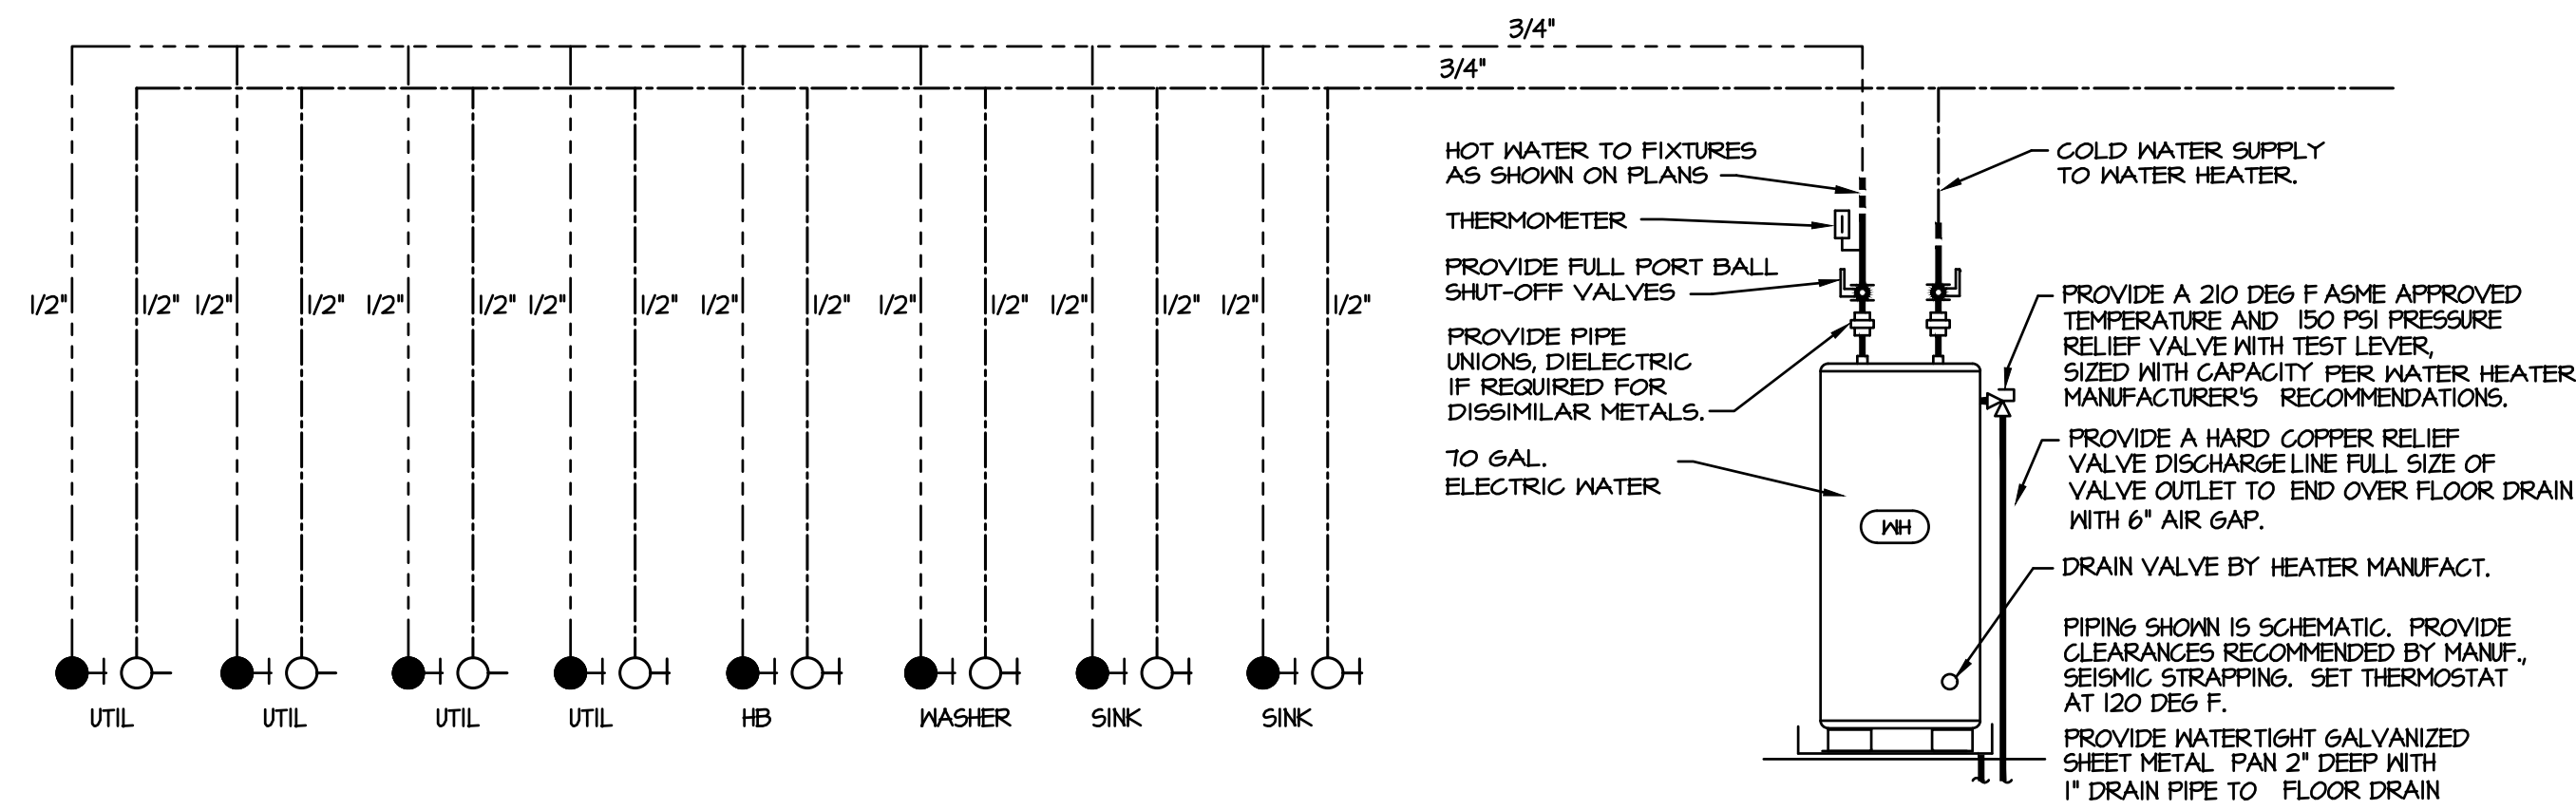 3/4"
3/4"
HOT WATER TO FIXTURES
AS SHOWN ON PLANS
THERMOMETER
PROVIDE FULL PORT BALL
SHUT-OFF VALVES
PROVIDE PIPE
UNIONS, DIELECTRIC
IF REQUIRED FOR
DISSIMILAR METALS.
70 GAL.
ELECTRIC WATER
COLD WATER SUPPLY
TO WATER HEATER.
PROVIDE A 210 DEG F ASME APPROVED
TEMPERATURE AND 150 PSI PRESSURE
RELIEF VALVE WITH TEST LEVER,
SIZED WITH CAPACITY PER WATER HEATER
MANUFACTURER'S RECOMMENDATIONS.
PROVIDE A HARD COPPER RELIEF
VALVE DISCHARGE LINE FULL SIZE OF
VALVE OUTLET TO END OVER FLOOR DRAIN
WITH 6" AIR GAP.
DRAIN VALVE BY HEATER MANUFACT.
PIPING SHOWN IS SCHEMATIC. PROVIDE
CLEARANCES RECOMMENDED BY MANUF.,
SEISMIC STRAPPING. SET THERMOSTAT
AT 120 DEG F.
PROVIDE WATERTIGHT GALVANIZED
SHEET METAL PAN 2" DEEP WITH
1" DRAIN PIPE TO FLOOR DRAIN
WH
1/2" 1/2" 1/2" 1/2" 1/2" 1/2" 1/2" 1/2" 1/2" 1/2" 1/2" 1/2" 1/2" 1/2" 1/2" 1/2"
UTIL UTIL UTIL UTIL HB WASHER SINK SINK